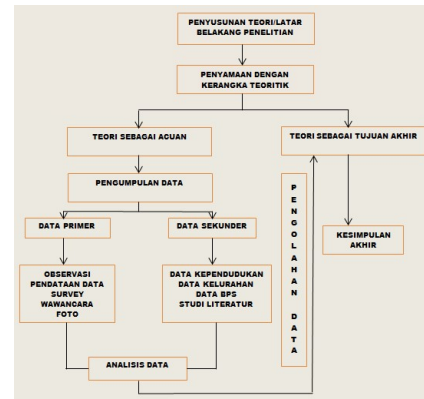 PENYUSUNAN TEORI/LATAR
BELAKANG PENELITIAN
PENYAMAAN DENGAN
KERANGKA TEORITIK
TEORI SEBAGAI ACUAN
TEORI SEBAGAI TUJUAN AKHIR
PENGUMPULAN DATA
DATA PRIMER
DATA SEKUNDER
OBSERVASI
PENDATAAN DATA
SURVEY
WAWANCARA
FOTO
DATA KEPENDUDUKAN
DATA KELURAHAN
DATA BPS
STUDI LITERATUR
ANALISIS DATA
P
E
N
G
O
L
A
H
A
N
D
A
T
A
KESIMPULAN
AKHIR